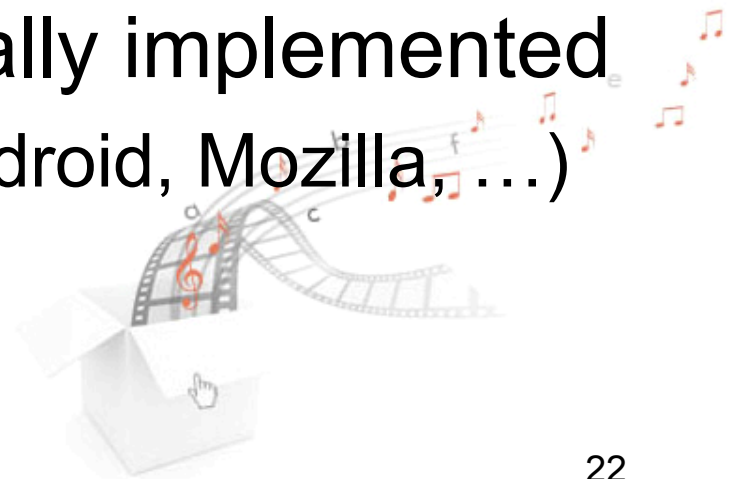 ally implemented
droid, Mozilla, …)
e
b
f
a
c
22